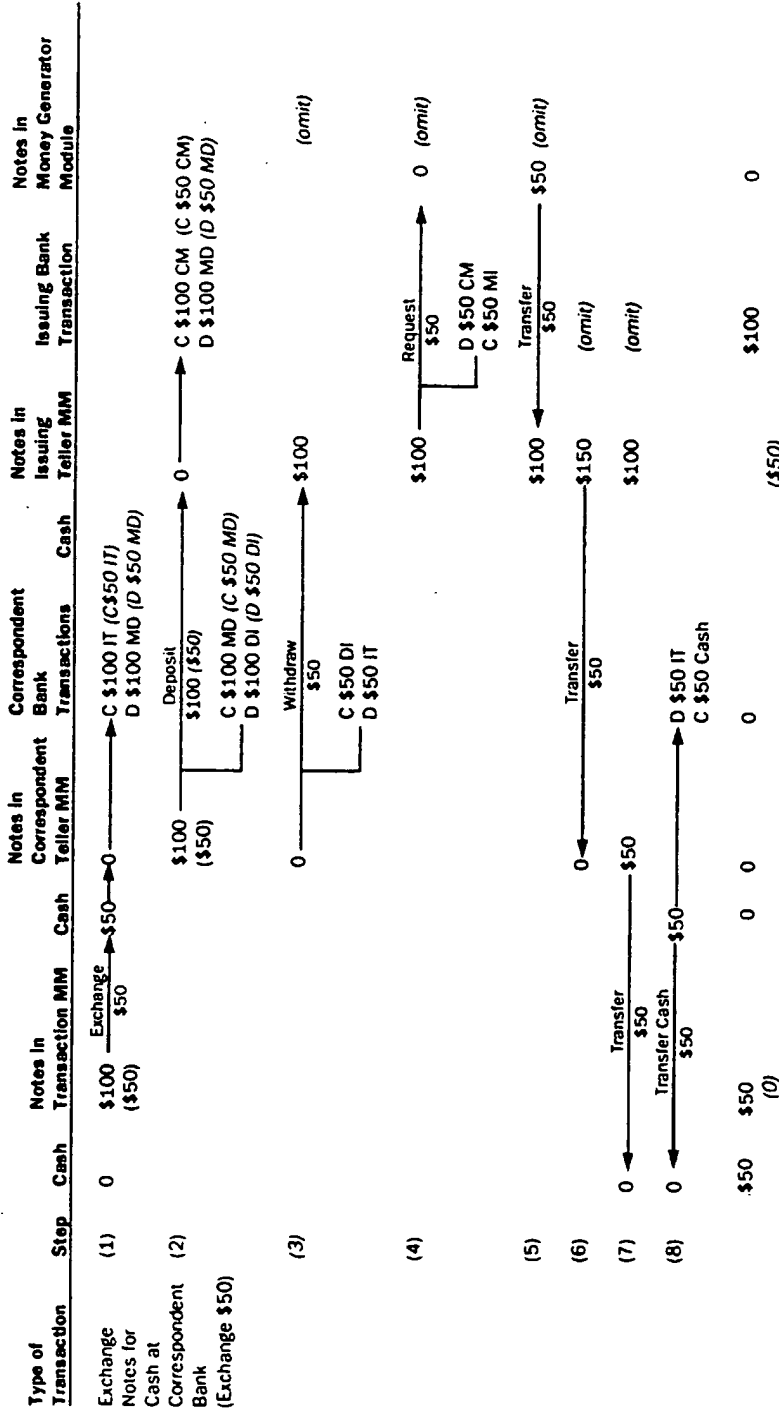 Type of Transaction Step Cash Notes in Transaction MM Cash Notes in Correspondent Teller MM Correspondent Bank Transactions Cash Notes in Issuing Teller MM Issuing Bank Transaction Notes in Money Generator Module
Exchange Notes for Cash at Correspondent Bank (Exchange $50)
(1) 0 $100 ($50) Exchange $50 $50 0 C $100 IT (C$50 IT)
D $100 MD (D $50 MD)
(2) $100 ($50) Deposit $100 ($50) 0 C $100 CM (C $50 CM)
D $100 MD (D $50 MD)
C $100 MD (C $50 MD)
D $100 DI (D $50 DI)
(3) 0 Withdraw $50 $100 (omit)
C $50 DI
D $50 IT
(4) $100 Request $50 0 (omit)
D $50 CM
C $50 MI
(5) $100 Transfer $50 $50 (omit)
(6) 0 Transfer $50 $150 (omit)
(7) 0 Transfer $50 $50 $100 (omit)
(8) 0 Transfer Cash $50 $50 D $50 IT
C $50 Cash
$50 $50 0 0 0 $100 0
(0) ($50)